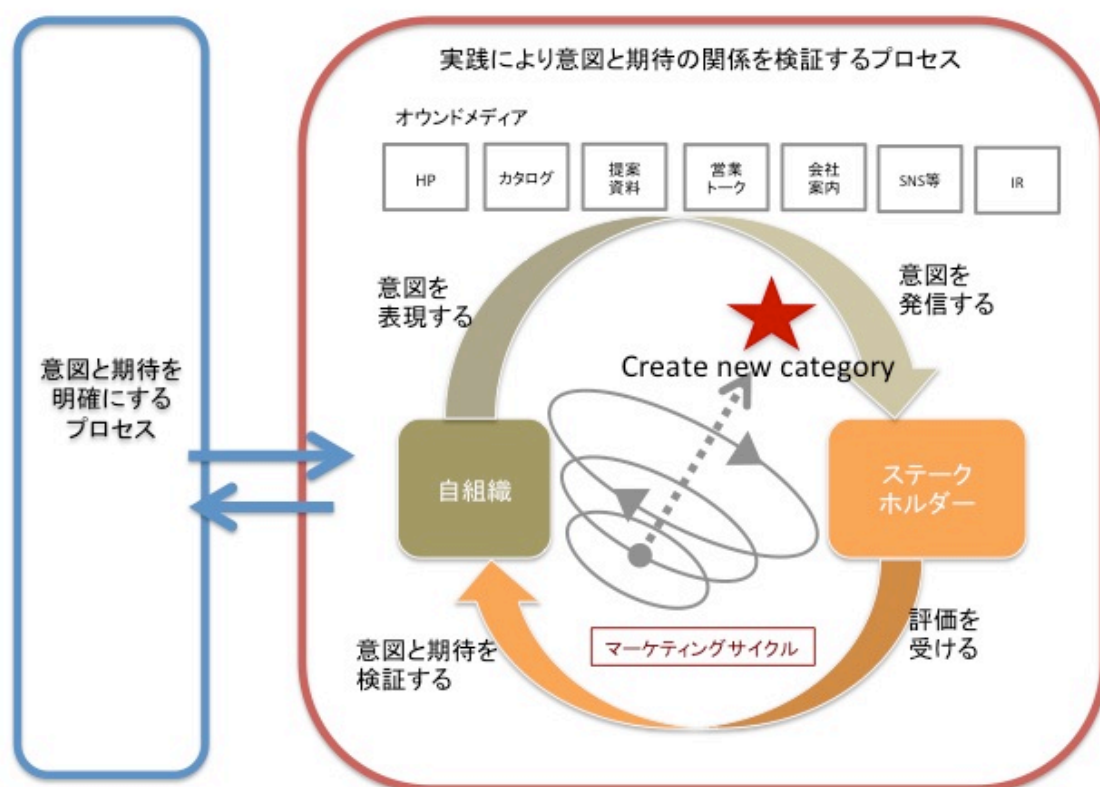 実践により意図と期待の関係を検証するプロセス
オウンドメディア
HP
カタログ
提案
資料
営業
トーク
会社
案内
SNS等
IR
意図を
表現する
意図を
発信する
Create new category
意図と期待を
明確にする
プロセス
自組織
ステーク
ホルダー
マーケティングサイクル
意図と期待を
検証する
評価を
受ける